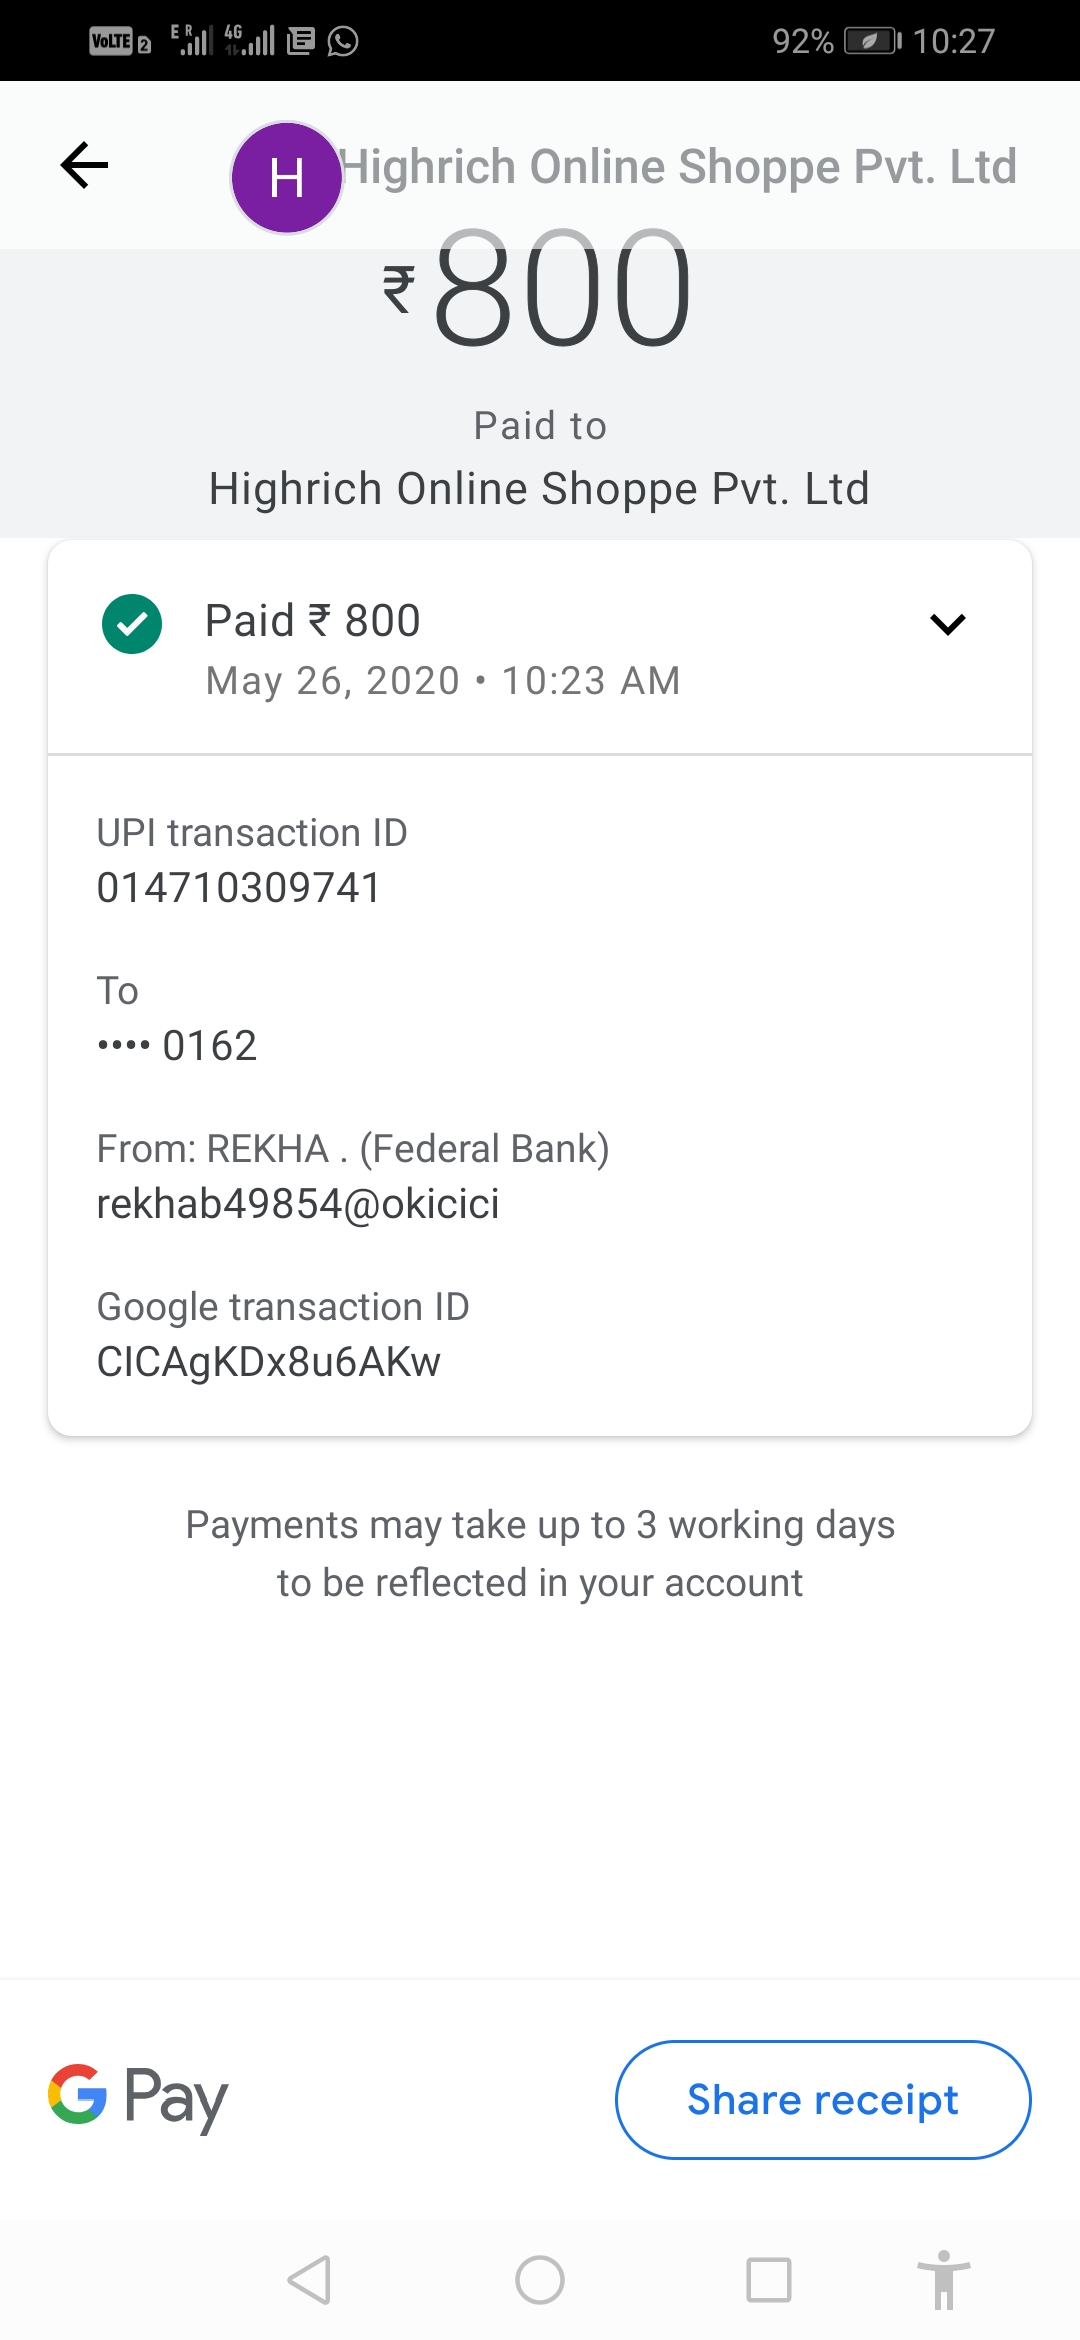 VoLTE 2 E R 4G 92% 10:27
H Highrich Online Shoppe Pvt. Ltd
₹800
Paid to
Highrich Online Shoppe Pvt. Ltd
Paid ₹ 800
May 26, 2020 • 10:23 AM
UPI transaction ID
014710309741
To
•••• 0162
From: REKHA . (Federal Bank)
rekhab49854@okicici
Google transaction ID
CICAgKDx8u6AKw
Payments may take up to 3 working days
to be reflected in your account
G Pay
Share receipt